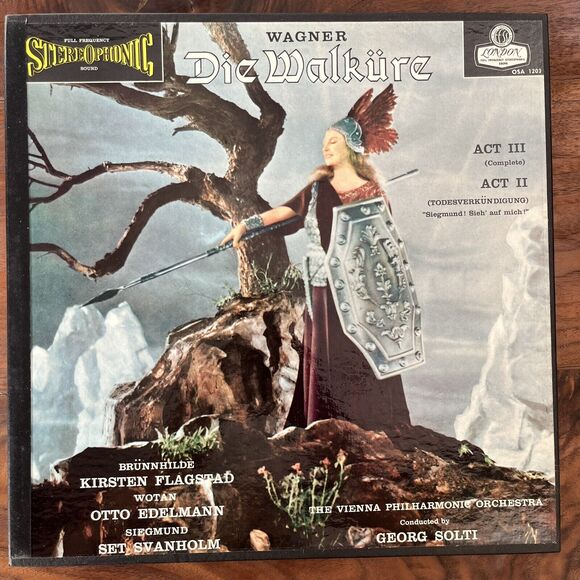 FULL FREQUENCY
STEREOPHONIC
SOUND
WAGNER
Die Walküre
LONDON
OSA 1203
ACT III
(Complete)
ACT II
(TODESVERKÜNDIGUNG)
"Siegmund! Sieh' auf mich!"
BRÜNNHILDE
KIRSTEN FLAGSTAD
WOTAN
OTTO EDELMANN
SIEGMUND
SET SVANHOLM
THE VIENNA PHILHARMONIC ORCHESTRA
Conducted by
GEORG SOLTI